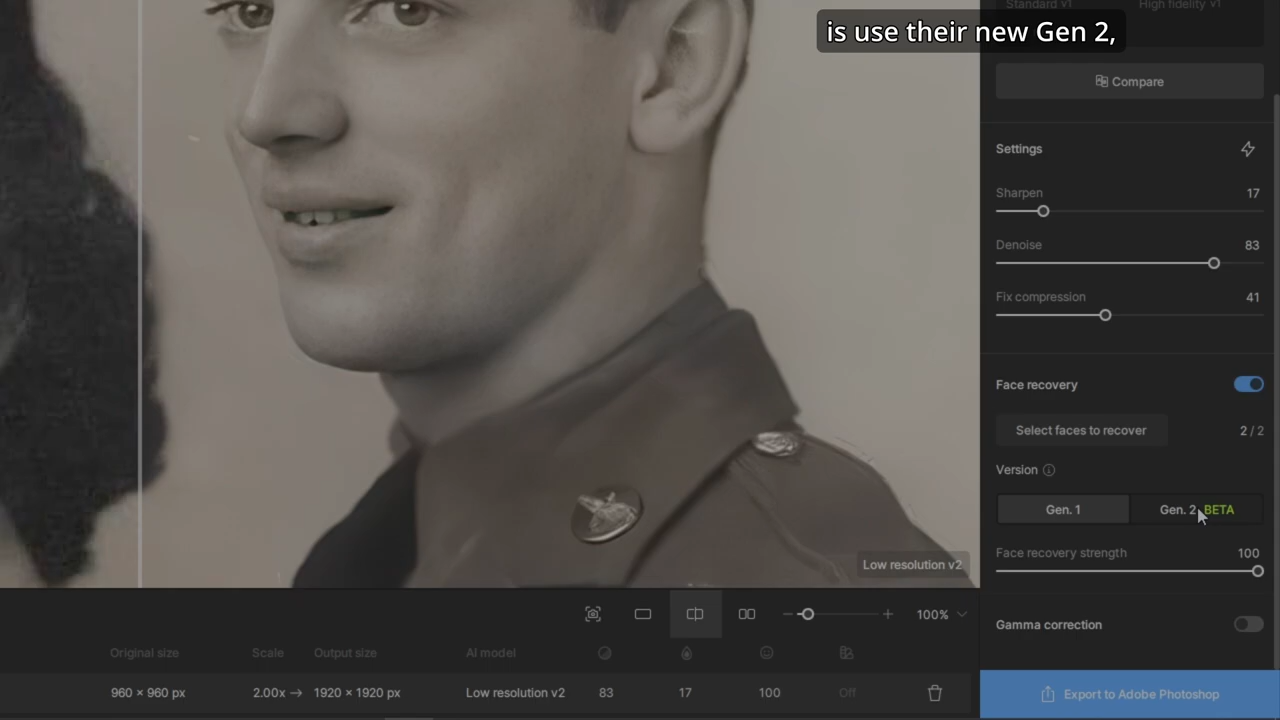 is use their new Gen 2,
Standard v1
High fidelity v1
Compare
Settings
Sharpen 17
Denoise 83
Fix compression 41
Face recovery
Select faces to recover 2 / 2
Version
Gen. 1
Gen. 2 BETA
Face recovery strength 100
Gamma correction
Export to Adobe Photoshop
Low resolution v2
100%
Original size Scale Output size AI model
960 × 960 px 2.00x → 1920 × 1920 px Low resolution v2 83 17 100 Off